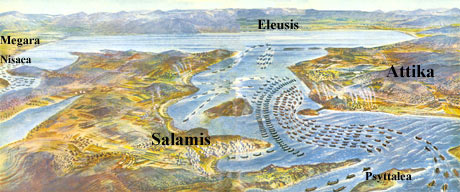 Eleusis
Megara
Nisaea
Attika
Salamis
Psyttalea